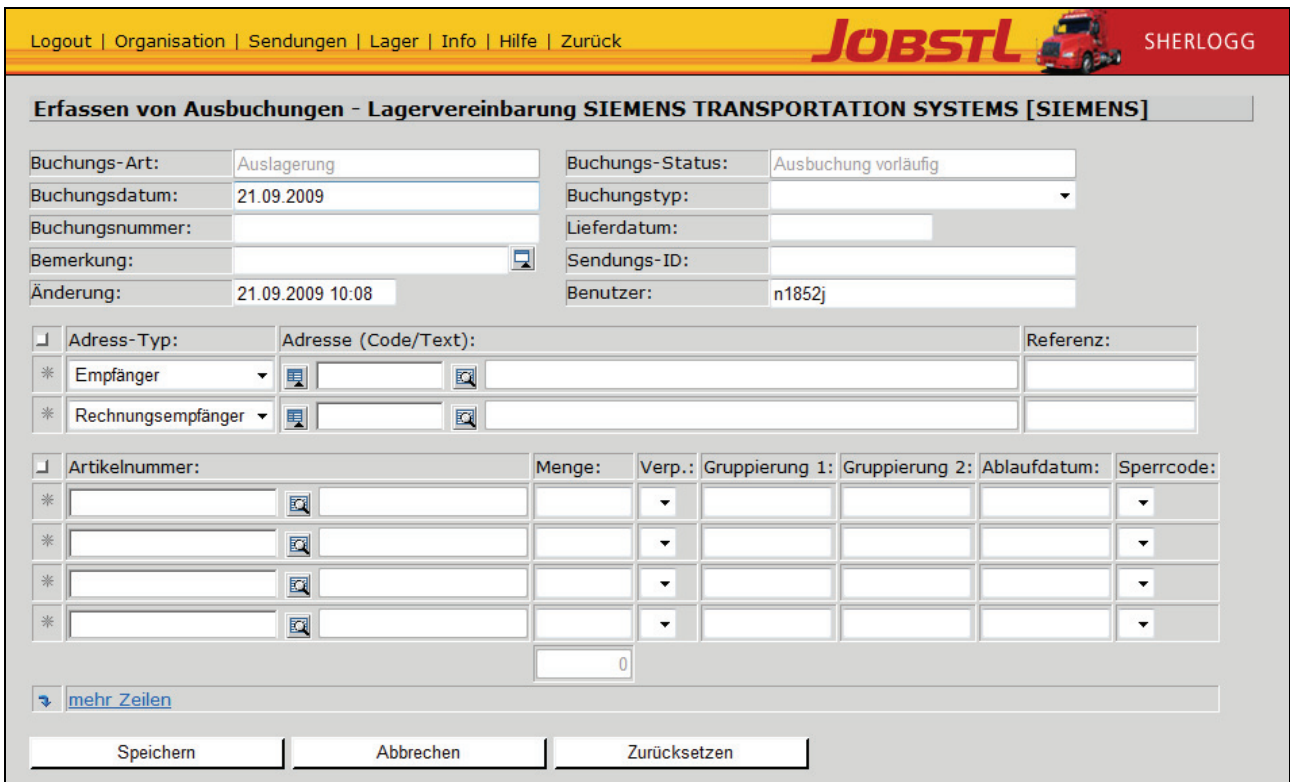 Logout | Organisation | Sendungen | Lager | Info | Hilfe | Zurück
JÖBSTL SHERLOGG
Erfassen von Ausbuchungen - Lagervereinbarung SIEMENS TRANSPORTATION SYSTEMS [SIEMENS]
Buchungs-Art: Auslagerung Buchungs-Status: Ausbuchung vorläufig
Buchungsdatum: 21.09.2009 Buchungstyp:
Buchungsnummer: Lieferdatum:
Bemerkung: Sendungs-ID:
Änderung: 21.09.2009 10:08 Benutzer: n1852j
Adress-Typ: Adresse (Code/Text): Referenz:
* Empfänger
* Rechnungsempfänger
Artikelnummer: Menge: Verp.: Gruppierung 1: Gruppierung 2: Ablaufdatum: Sperrcode:
*
*
*
*
0
mehr Zeilen
Speichern Abbrechen Zurücksetzen